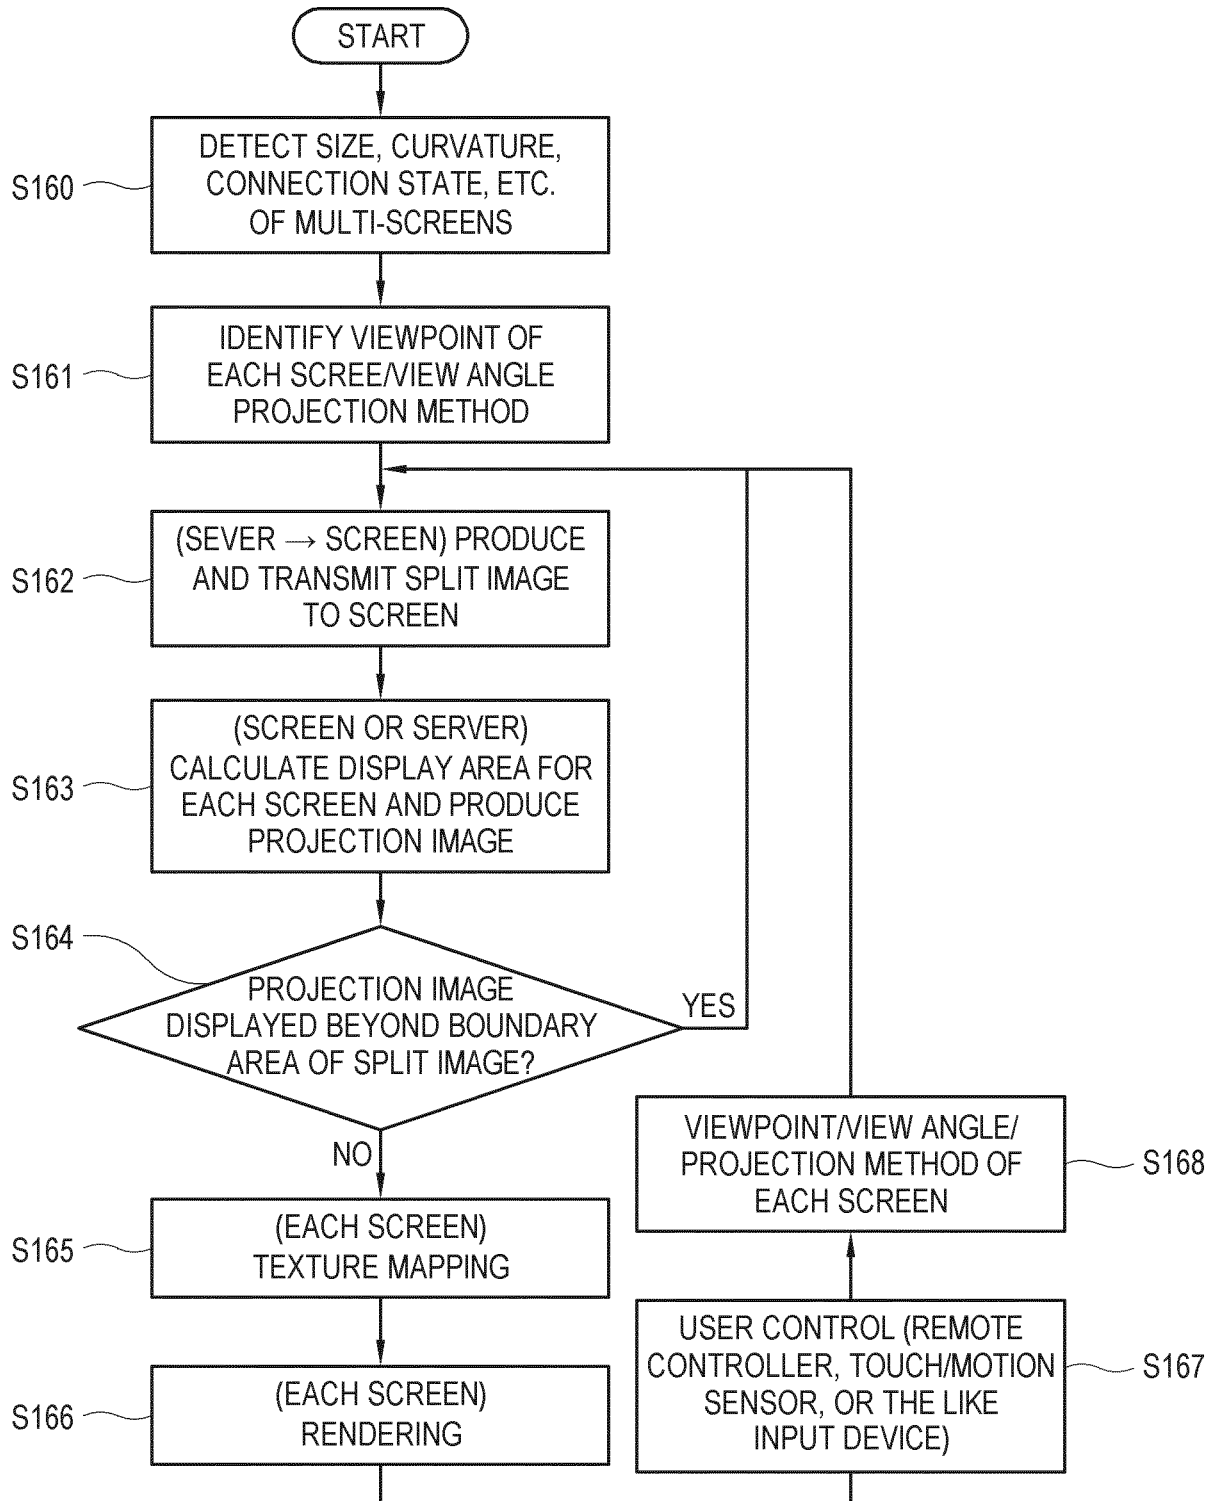 START
S160
DETECT SIZE, CURVATURE,
CONNECTION STATE, ETC.
OF MULTI-SCREENS
S161
IDENTIFY VIEWPOINT OF
EACH SCREE/VIEW ANGLE
PROJECTION METHOD
S162
(SEVER → SCREEN) PRODUCE
AND TRANSMIT SPLIT IMAGE
TO SCREEN
S163
(SCREEN OR SERVER)
CALCULATE DISPLAY AREA FOR
EACH SCREEN AND PRODUCE
PROJECTION IMAGE
S164
PROJECTION IMAGE
DISPLAYED BEYOND BOUNDARY
AREA OF SPLIT IMAGE?
YES
NO
S165
(EACH SCREEN)
TEXTURE MAPPING
S166
(EACH SCREEN)
RENDERING
VIEWPOINT/VIEW ANGLE/
PROJECTION METHOD OF
EACH SCREEN
S168
USER CONTROL (REMOTE
CONTROLLER, TOUCH/MOTION
SENSOR, OR THE LIKE
INPUT DEVICE)
S167